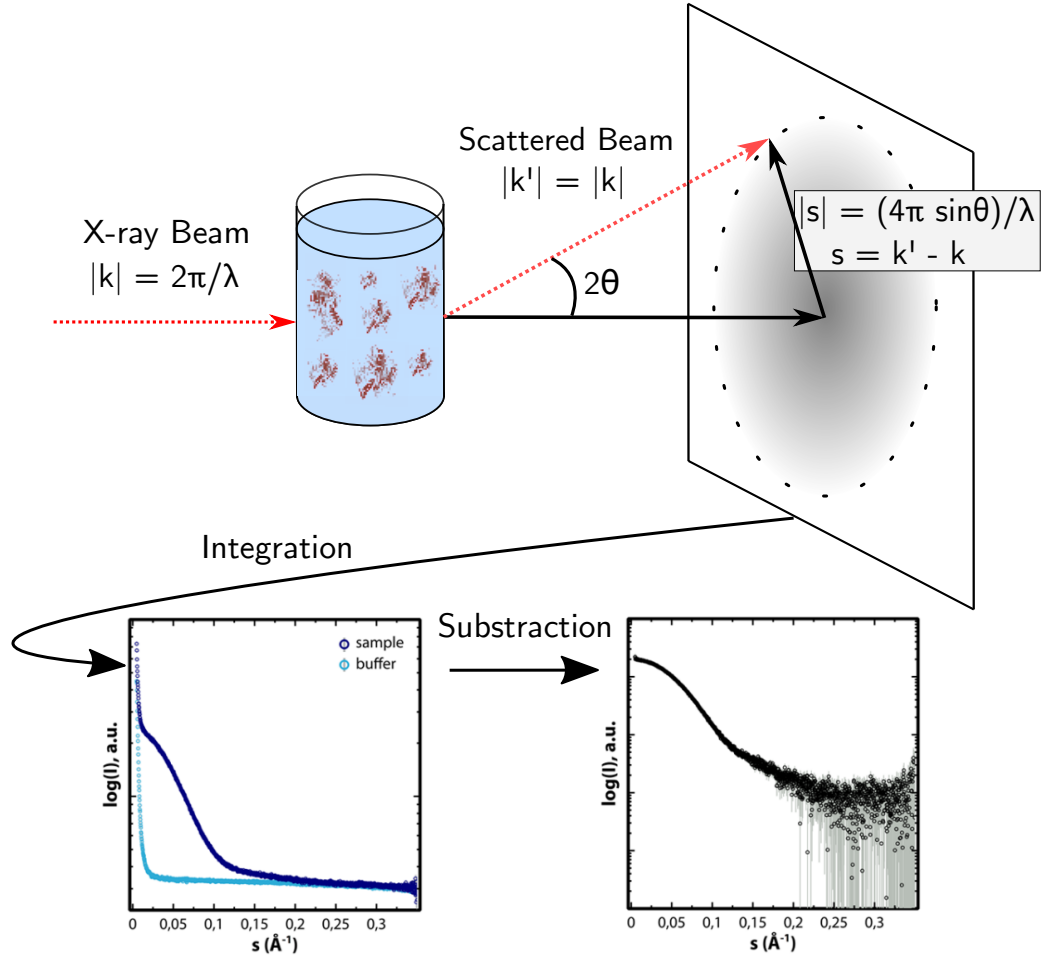 X-ray Beam
|k| = 2π/λ
Scattered Beam
|k'| = |k|
2θ
|s| = (4π sinθ)/λ
s = k' - k
Integration
Substraction
sample
buffer
log(I), a.u.
0 0,05 0,1 0,15 0,2 0,25 0,3
s (Å⁻¹)
log(I), a.u.
0 0,05 0,1 0,15 0,2 0,25 0,3
s (Å⁻¹)